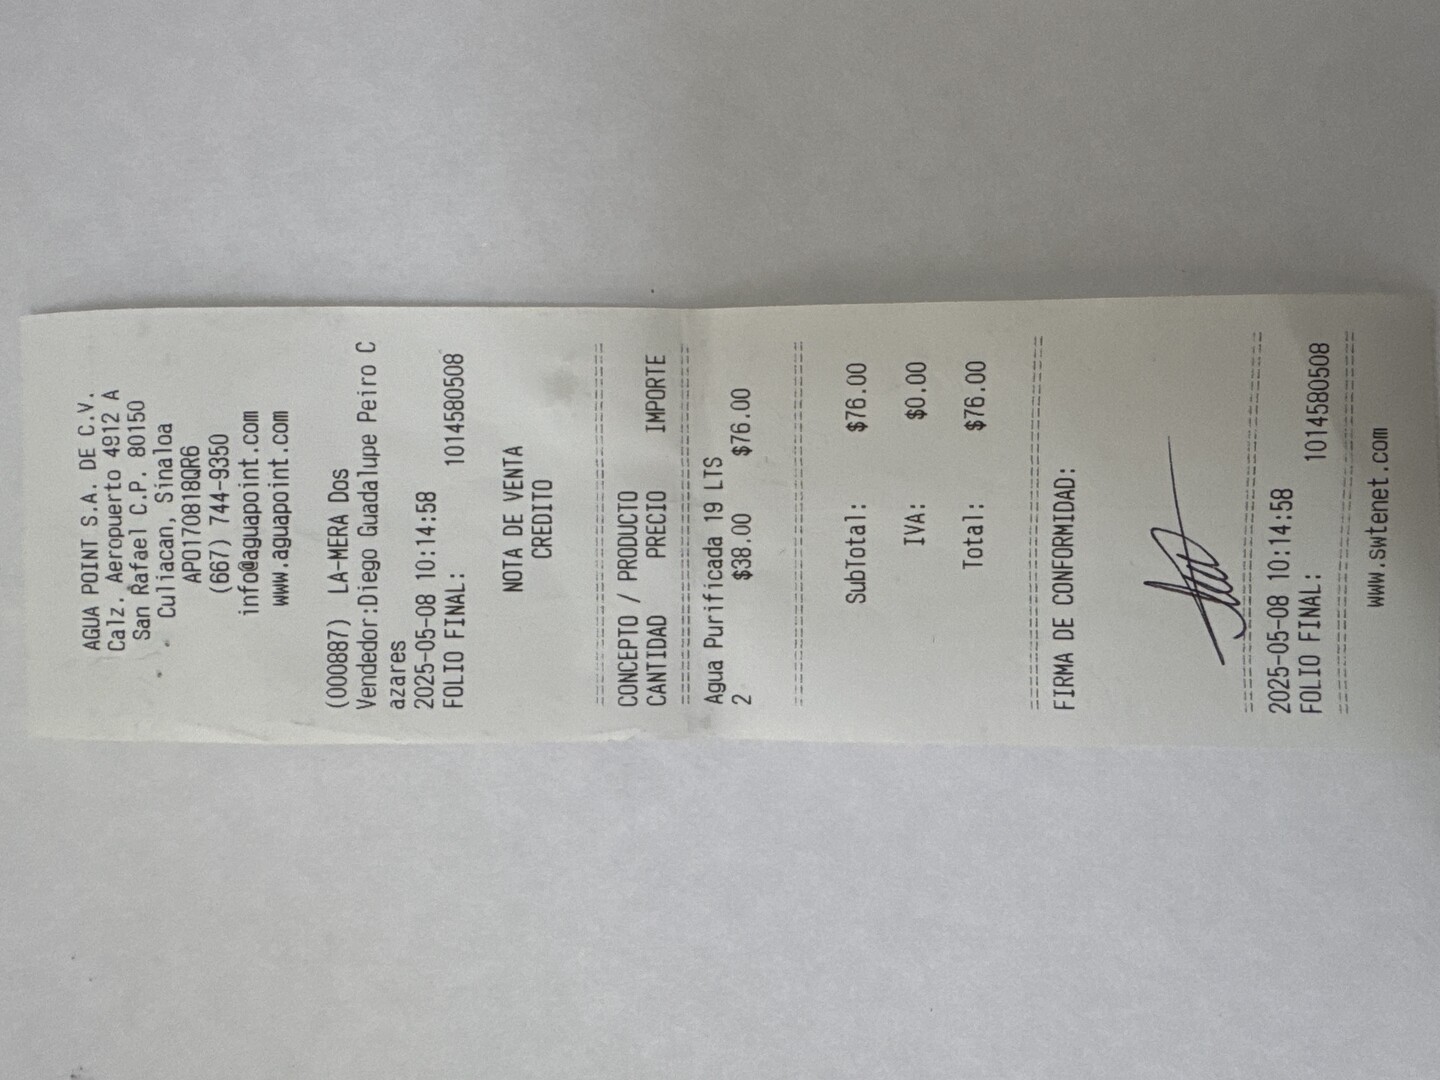 AGUA POINT S.A. DE C.V.
Calz. Aeropuerto 4912 A
San Rafael C.P. 80150
Culiacan, Sinaloa
APO170818QR6
(667) 744-9350
info@aguapoint.com
www.aguapoint.com
(000887) LA-MERA Dos
Vendedor:Diego Guadalupe Peiro C
azares
2025-05-08 10:14:58
FOLIO FINAL: 1014580508
NOTA DE VENTA
CREDITO
================================
CONCEPTO / PRODUCTO
CANTIDAD PRECIO IMPORTE
================================
Agua Purificada 19 LTS
2 $38.00 $76.00
================================
SubTotal: $76.00
IVA: $0.00
Total: $76.00
================================
FIRMA DE CONFORMIDAD:
================================
2025-05-08 10:14:58
FOLIO FINAL: 1014580508
================================
www.swtenet.com